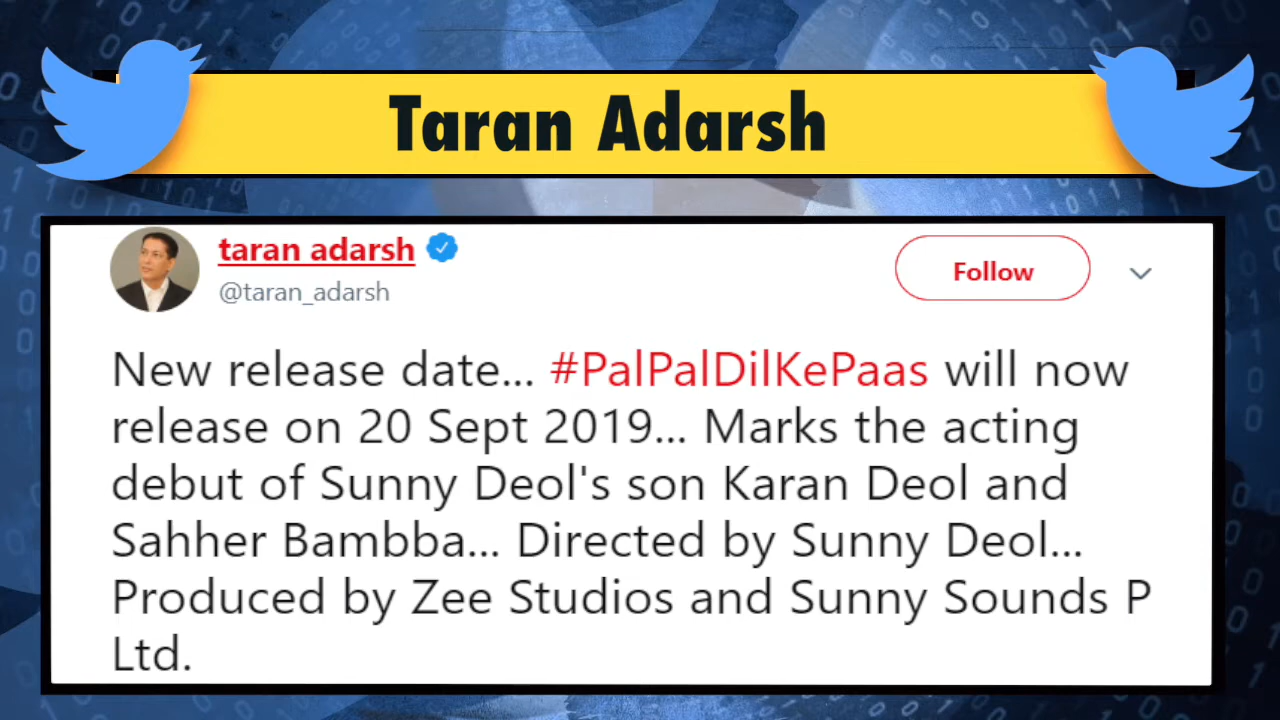 Taran Adarsh
taran adarsh
@taran_adarsh
Follow
New release date... #PalPalDilKePaas will now
release on 20 Sept 2019... Marks the acting
debut of Sunny Deol's son Karan Deol and
Sahher Bambba... Directed by Sunny Deol...
Produced by Zee Studios and Sunny Sounds P
Ltd.